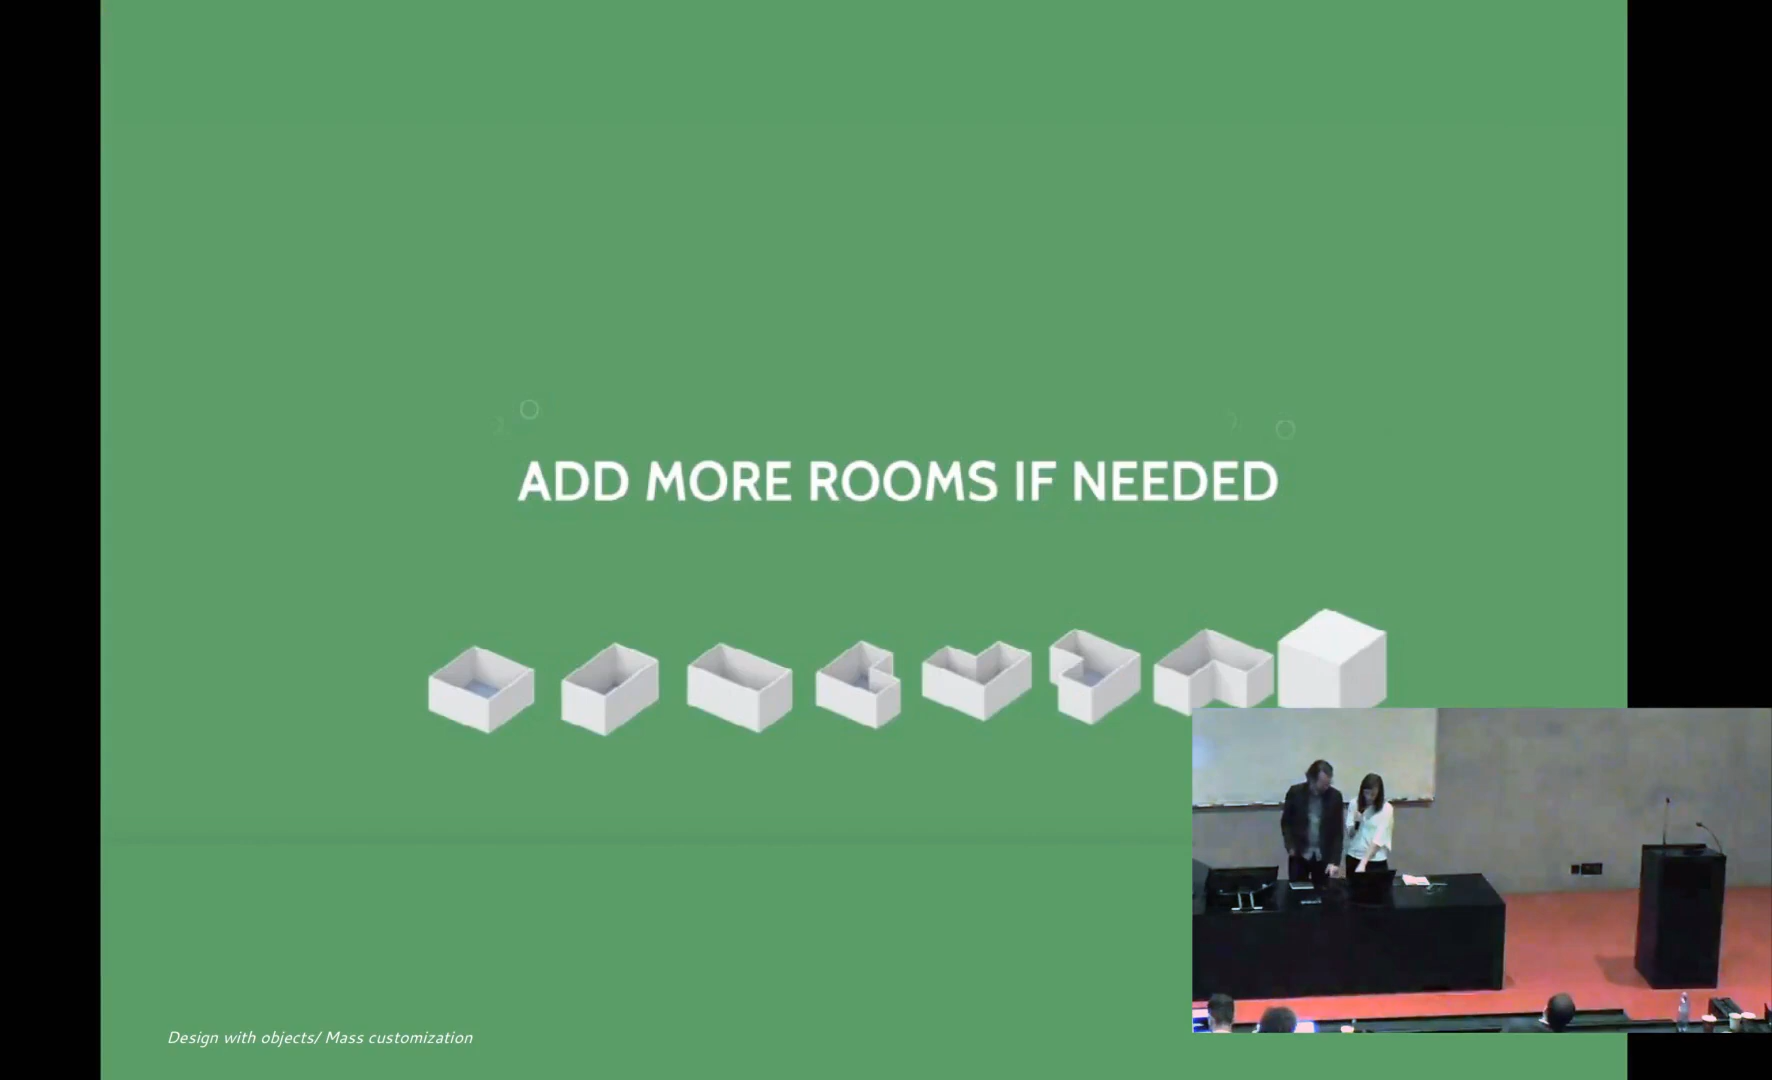 ADD MORE ROOMS IF NEEDED
Design with objects/ Mass customization